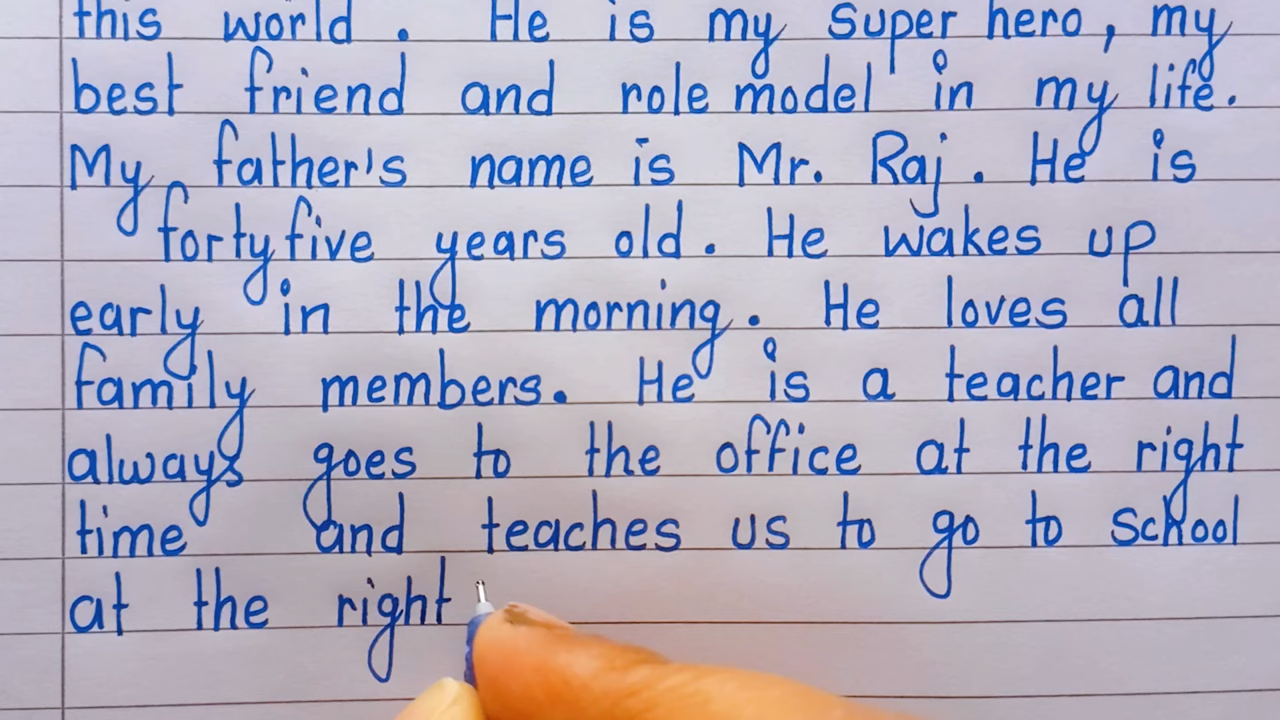 this world. He is my super hero, my
best friend and role model in my life.
My father's name is Mr. Raj. He is
forty five years old. He wakes up
early in the morning. He loves all
family members. He is a teacher and
always goes to the office at the right
time and teaches us to go to school
at the right